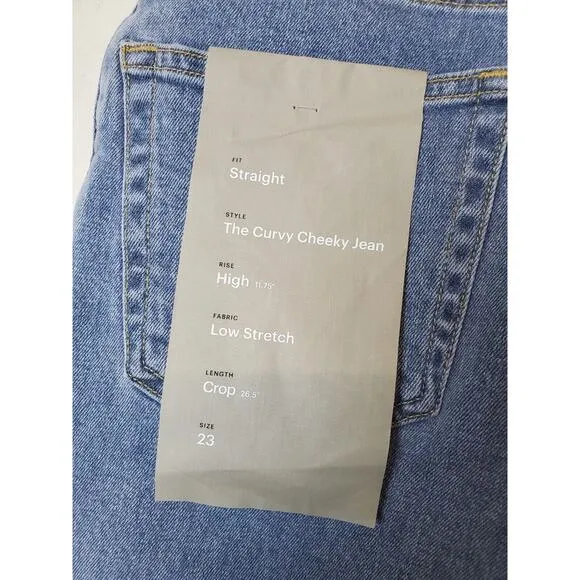 FIT
Straight
STYLE
The Curvy Cheeky Jean
RISE
High 11.75"
FABRIC
Low Stretch
LENGTH
Crop 26.5"
SIZE
23